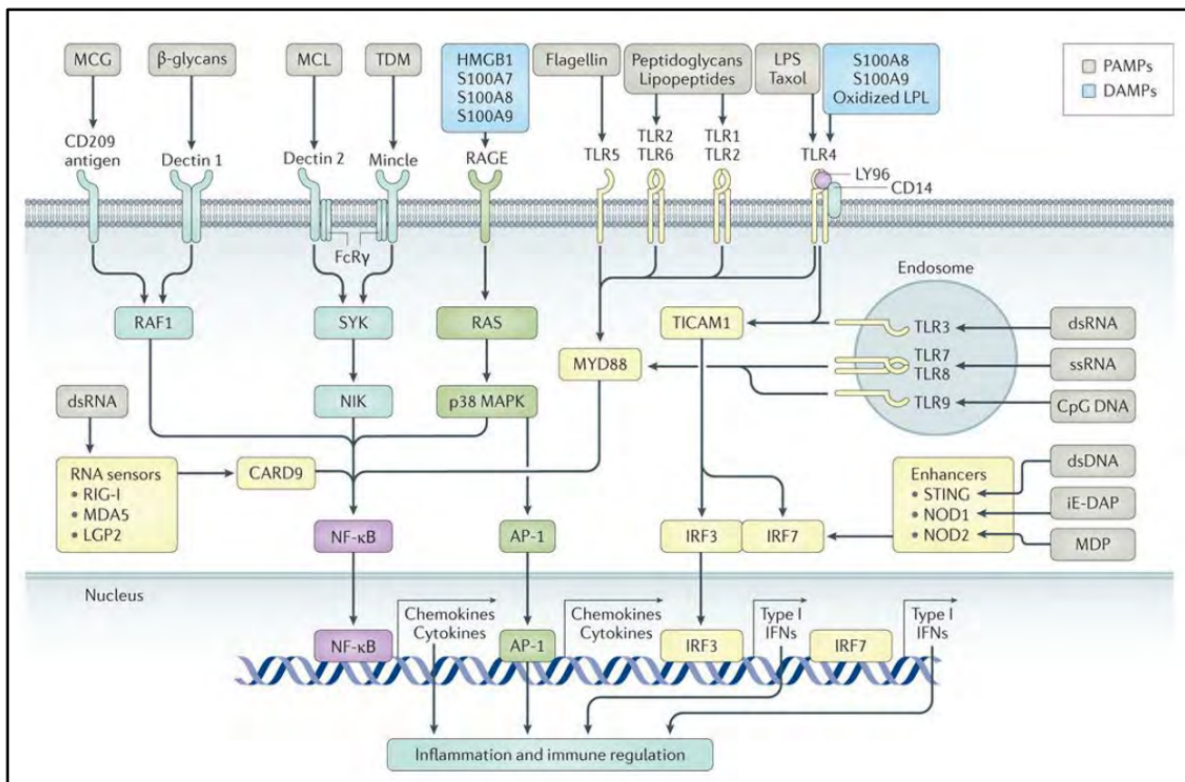 MCG
β-glycans
MCL
TDM
HMGB1
S100A7
S100A8
S100A9
Flagellin
Peptidoglycans
Lipopeptides
LPS
Taxol
S100A8
S100A9
Oxidized LPL
PAMPs
DAMPs
CD209
antigen
Dectin 1
Dectin 2
Mincle
RAGE
TLR5
TLR2
TLR6
TLR1
TLR2
TLR4
LY96
CD14
FcRγ
Endosome
RAF1
SYK
RAS
TICAM1
TLR3
dsRNA
MYD88
TLR7
TLR8
ssRNA
dsRNA
NIK
p38 MAPK
TLR9
CpG DNA
RNA sensors
• RIG-I
• MDA5
• LGP2
CARD9
Enhancers
• STING
• NOD1
• NOD2
dsDNA
iE-DAP
MDP
NF-κB
AP-1
IRF3
IRF7
Nucleus
Chemokines
Cytokines
Chemokines
Cytokines
Type I
IFNs
Type I
IFNs
NF-κB
AP-1
IRF3
IRF7
Inflammation and immune regulation